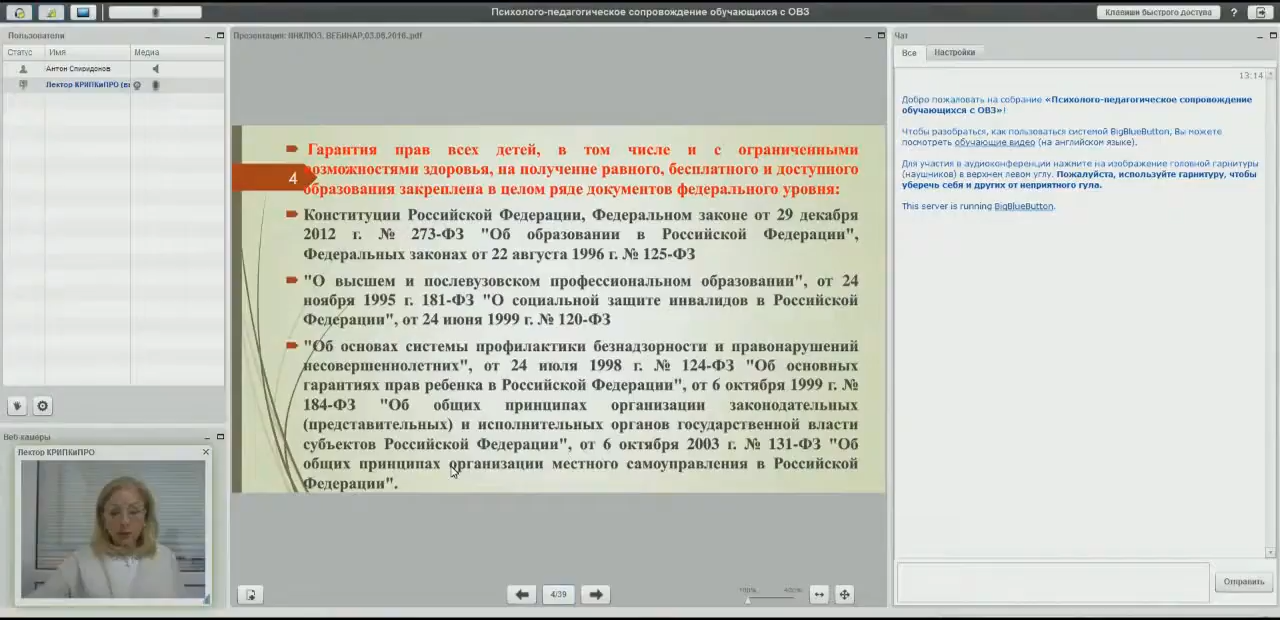 Психолого-педагогическое сопровождение обучающихся с ОВЗ
Клавиши быстрого доступа
?
Пользователи
Статус Имя Медиа
Антон Спиридонов
Лектор КРИПКиПРО
Веб-камеры
Лектор КРИПКиПРО
Презентация: ИНКЛЮЗ. ВЕБИНАР;03.06.2016..pdf
4
Гарантия прав всех детей, в том числе и с ограниченными
возможностями здоровья, на получение равного, бесплатного и доступного
образования закреплена в целом ряде документов федерального уровня:
Конституции Российской Федерации, Федеральном законе от 29 декабря
2012 г. № 273-ФЗ "Об образовании в Российской Федерации",
Федеральных законах от 22 августа 1996 г. № 125-ФЗ
"О высшем и послевузовском профессиональном образовании", от 24
ноября 1995 г. 181-ФЗ "О социальной защите инвалидов в Российской
Федерации", от 24 июня 1999 г. № 120-ФЗ
"Об основах системы профилактики безнадзорности и правонарушений
несовершеннолетних", от 24 июля 1998 г. № 124-ФЗ "Об основных
гарантиях прав ребенка в Российской Федерации", от 6 октября 1999 г. №
184-ФЗ "Об общих принципах организации законодательных
(представительных) и исполнительных органов государственной власти
субъектов Российской Федерации", от 6 октября 2003 г. № 131-ФЗ "Об
общих принципах организации местного самоуправления в Российской
Федерации".
4/39
100% 400%
Чат
Все Настройки
13:14
Добро пожаловать на собрание «Психолого-педагогическое сопровождение
обучающихся с ОВЗ»!
Чтобы разобраться, как пользоваться системой BigBlueButton, Вы можете
посмотреть обучающие видео (на английском языке).
Для участия в аудиоконференции нажмите на изображение головной гарнитуры
(наушников) в верхнем левом углу. Пожалуйста, используйте гарнитуру, чтобы
уберечь себя и других от неприятного гула.
This server is running BigBlueButton.
Отправить